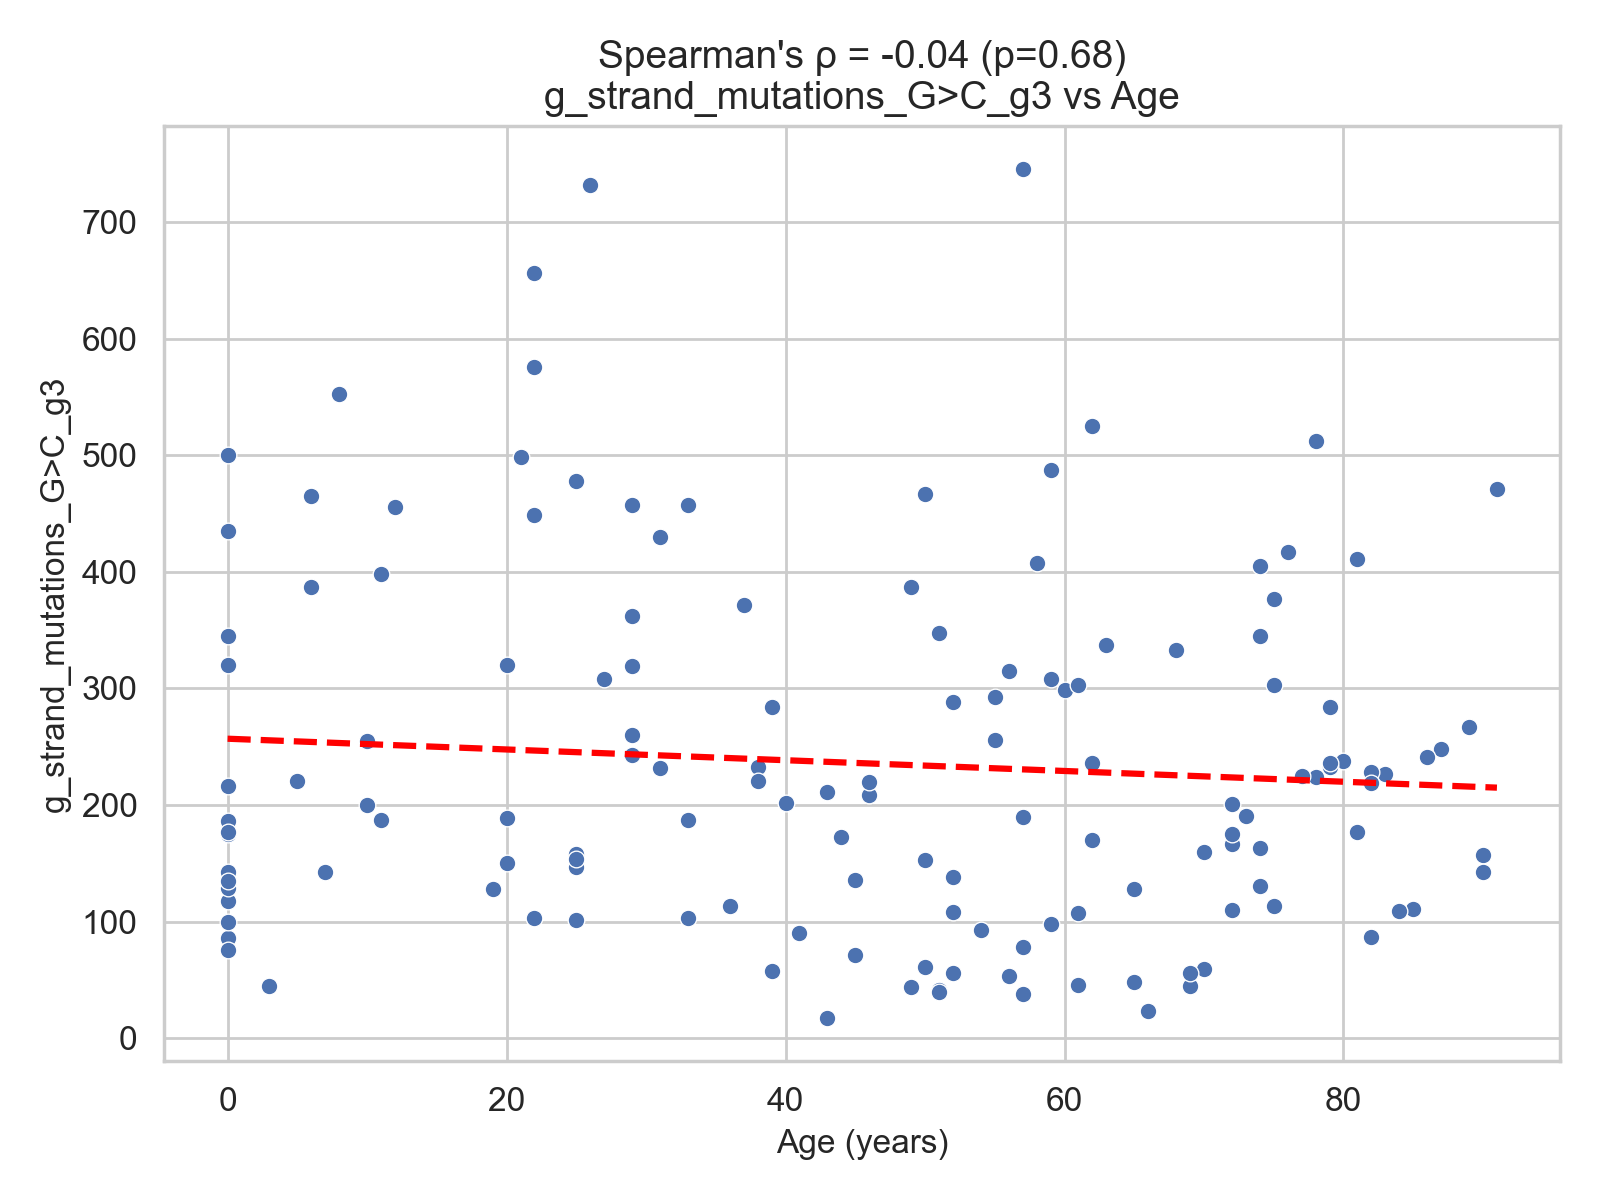 Spearman's ρ = -0.04 (p=0.68)
g_strand_mutations_G>C_g3 vs Age
g_strand_mutations_G>C_g3
700
600
500
400
300
200
100
0
0 20 40 60 80
Age (years)